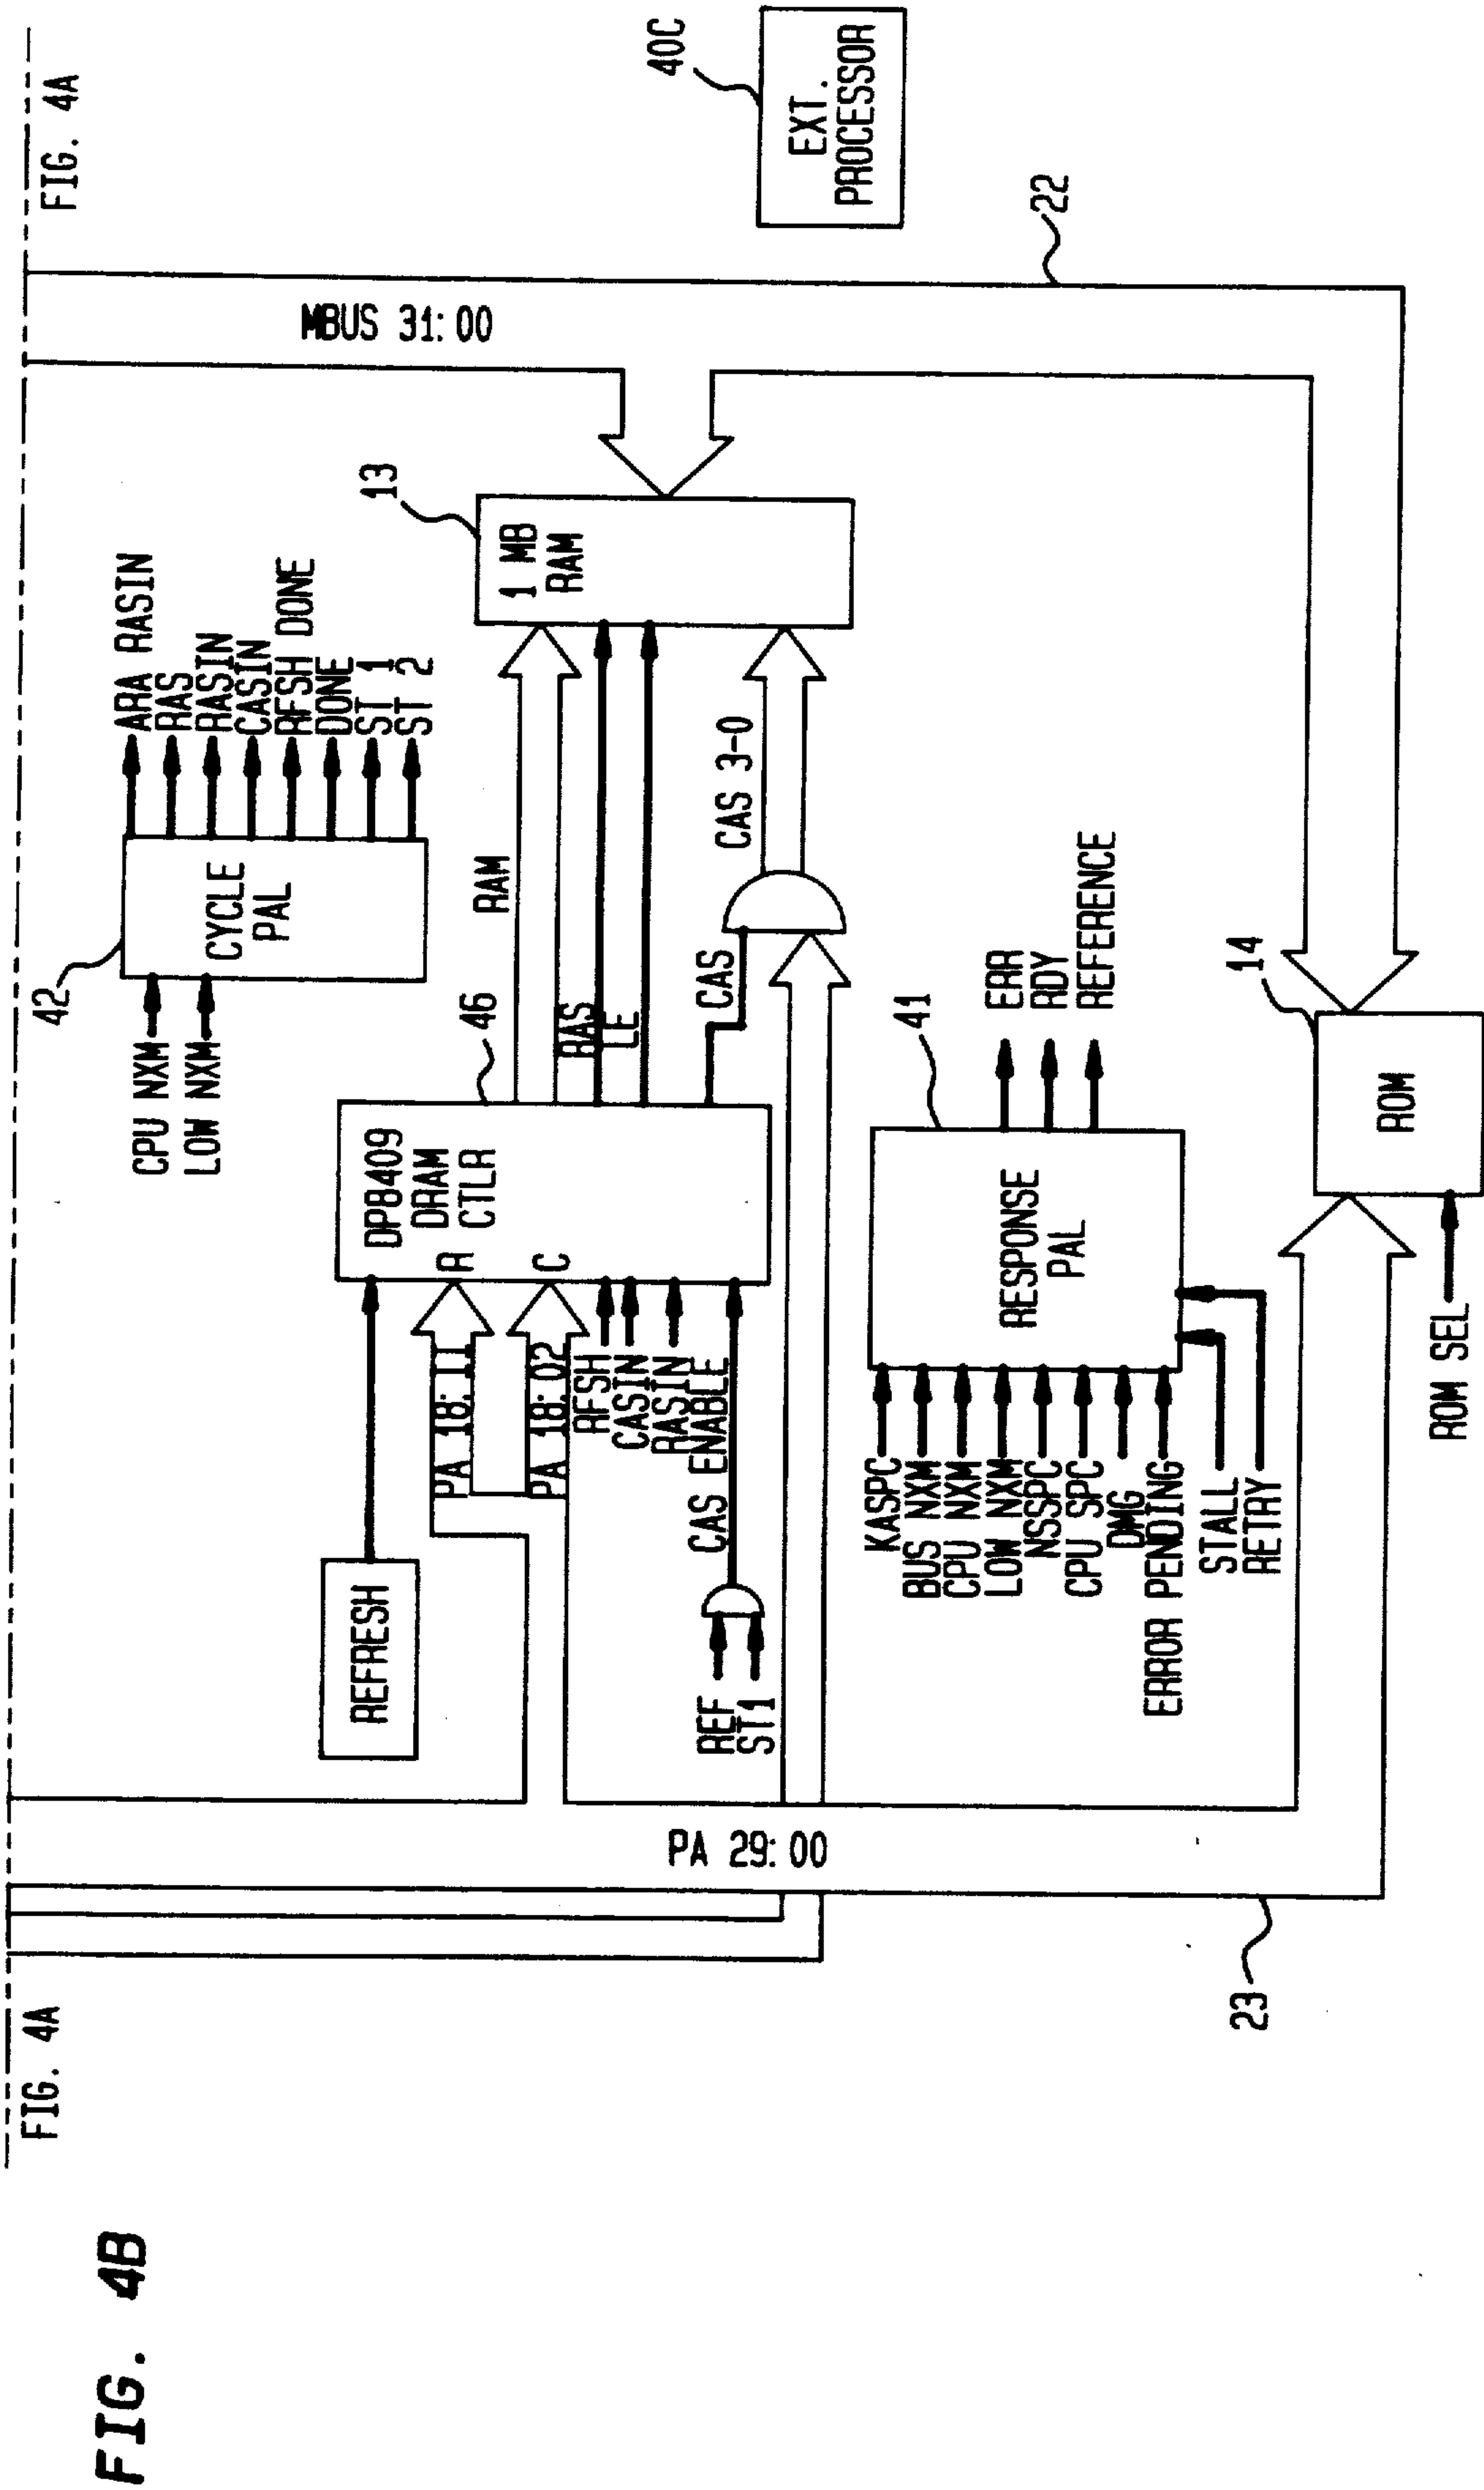 FIG. 4B
FIG. 4A
FIG. 4A
CPU NXM
LOW NXM
42
CYCLE
PAL
ARA RASIN
RAS
RASIN
CASIN
RFSH DONE
DONE
ST 1
ST 2
MBUS 31:00
22
40C
EXT.
PROCESSOR
REFRESH
PA 18:11
PA 18:02
R
C
DP8409
DRAM
CTLR
46
RFSH
CASIN
RASIN
CAS ENABLE
REF
ST1
RAM
RAS
LE
CAS
CAS 3-0
13
1 MB
RAM
PA 29:00
23
KASPC
BUS NXM
CPU NXM
LOW NXM
NSSPC
CPU SPC
DMG
ERROR PENDING
STALL
RETRY
RESPONSE
PAL
41
ERR
RDY
REFERENCE
14
ROM
ROM SEL